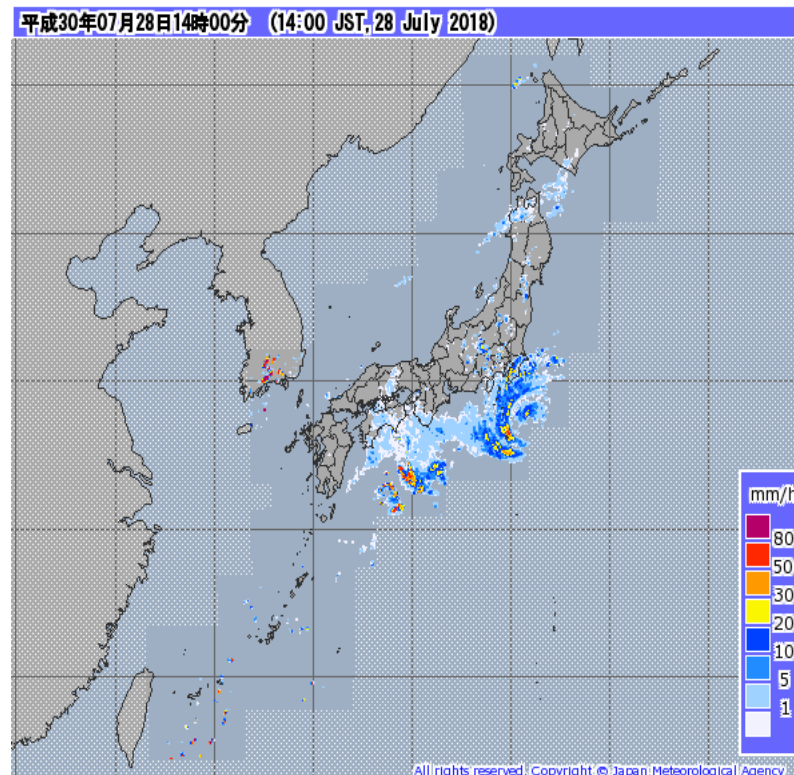 平成30年07月28日14時00分 (14:00 JST, 28 July 2018)
mm/h
80
50
30
20
10
5
1
All rights reserved. Copyright © Japan Meteorological Agency